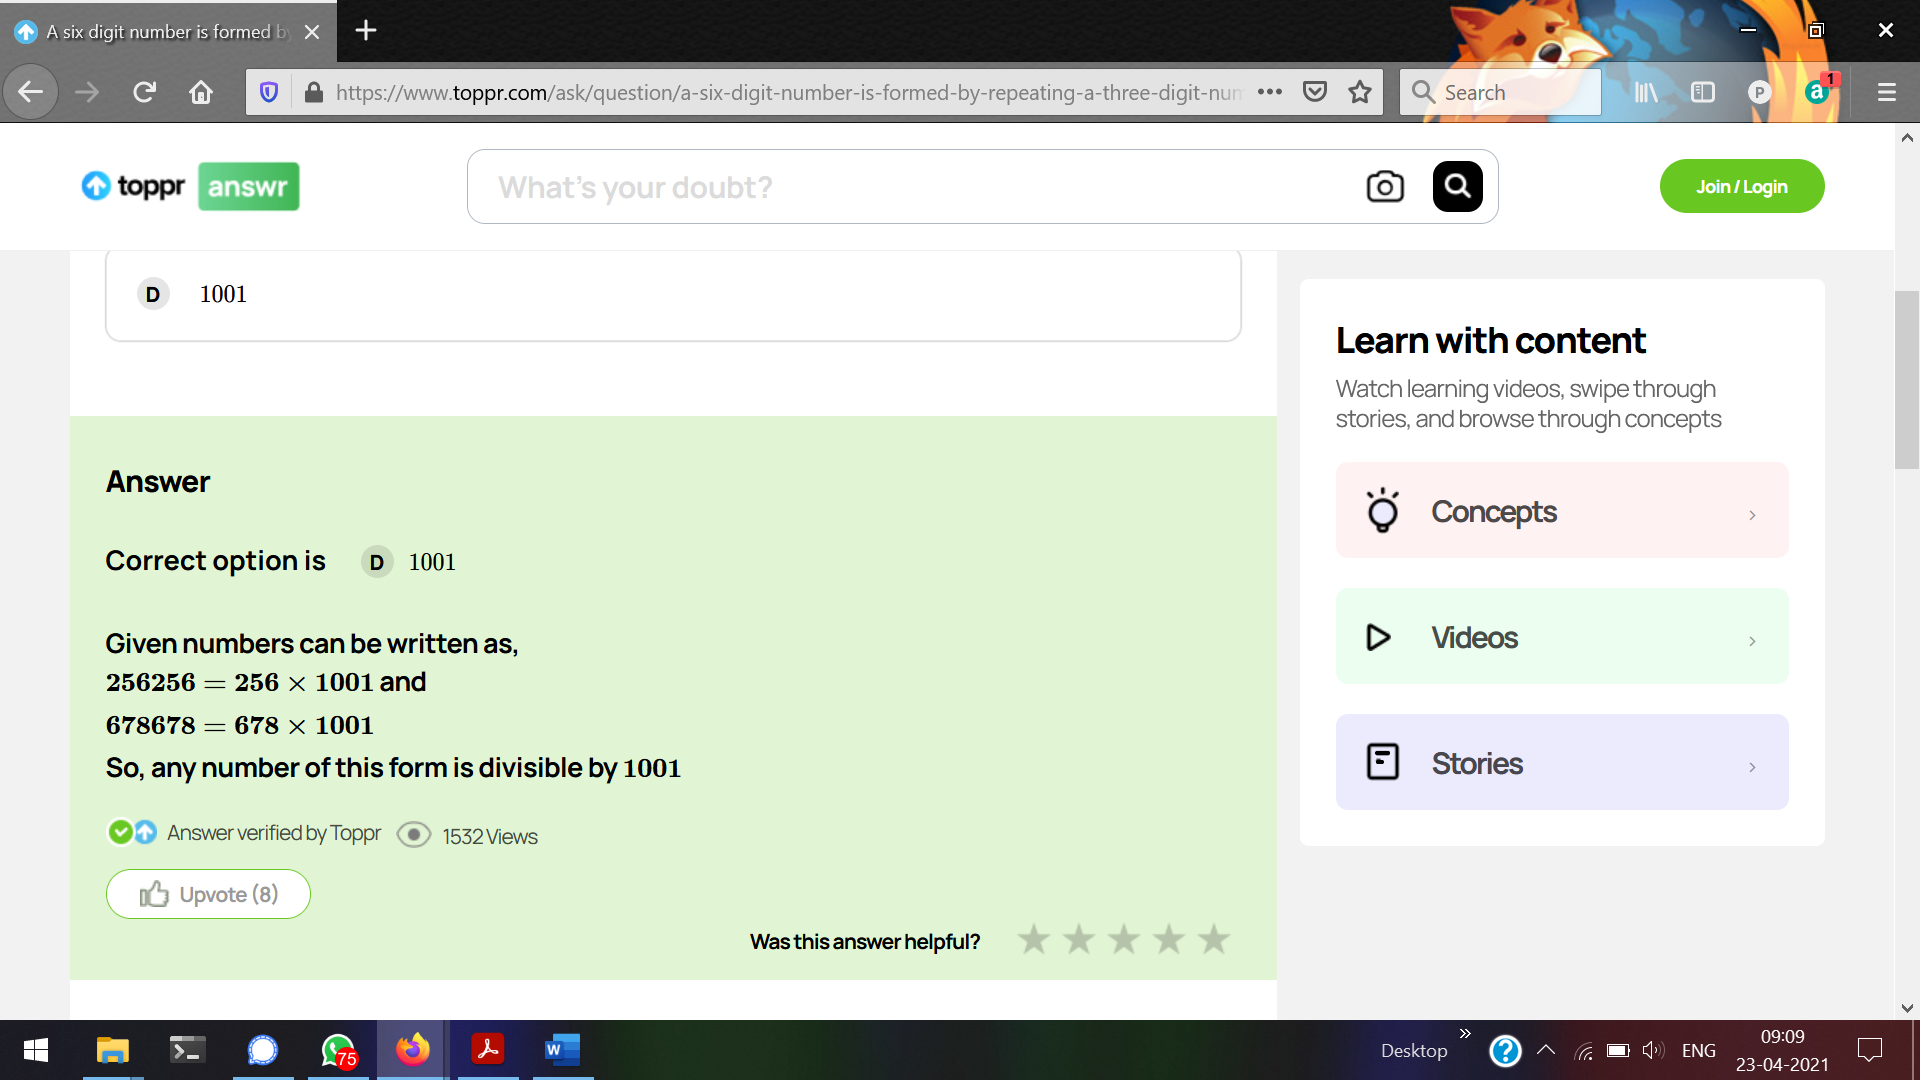 A six digit number is formed b
https://www.toppr.com/ask/question/a-six-digit-number-is-formed-by-repeating-a-three-digit-num
Search
P
a
1
toppr answr
What's your doubt?
Join / Login
D 1001
Answer
Correct option is D 1001
Given numbers can be written as,
256256 = 256 × 1001 and
678678 = 678 × 1001
So, any number of this form is divisible by 1001
Answer verified by Toppr 1532 Views
Upvote (8)
Was this answer helpful?
Learn with content
Watch learning videos, swipe through
stories, and browse through concepts
Concepts
Videos
Stories
75
W
Desktop
ENG
09:09
23-04-2021